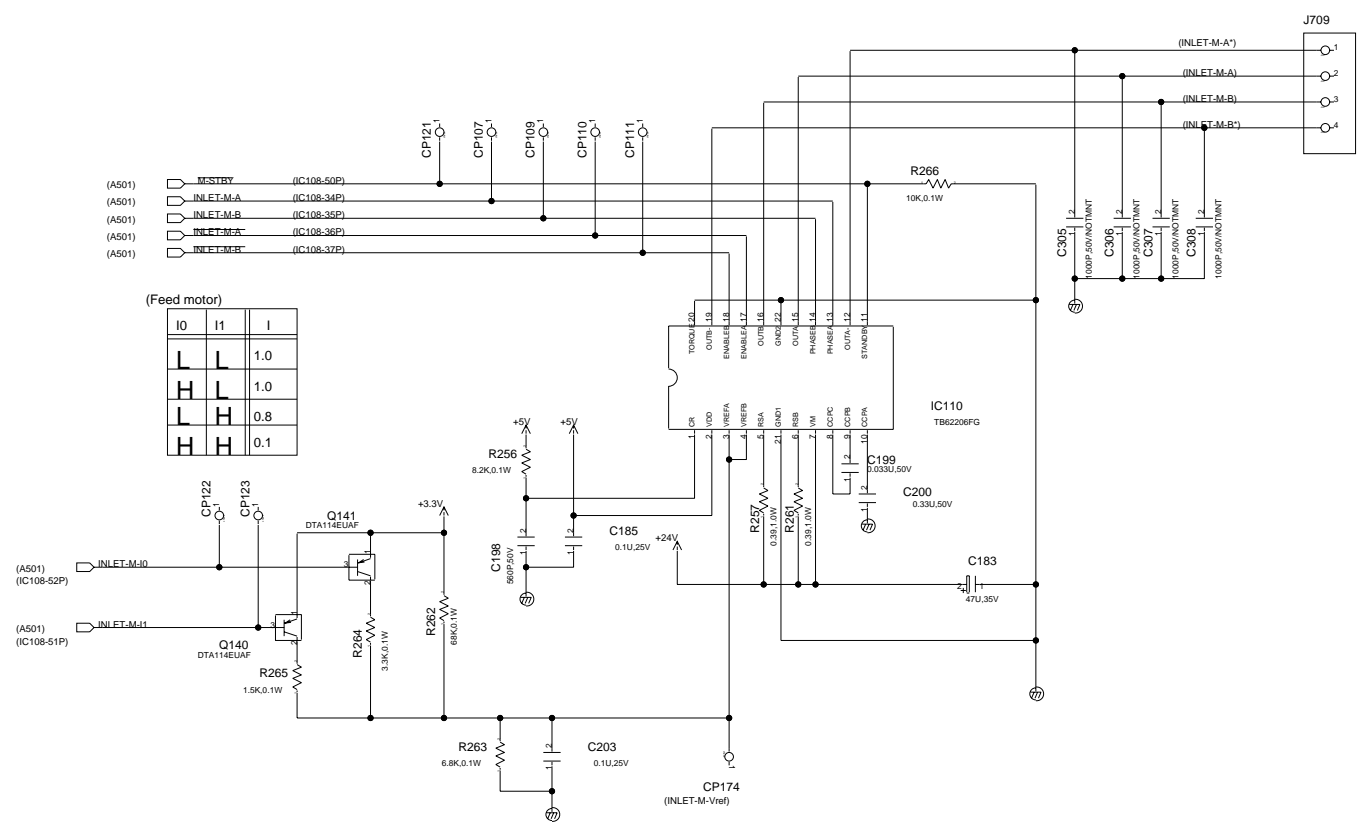 J709
(INLET-M-A*)
1
(INLET-M-A)
2
(INLET-M-B)
3
(INLET-M-B*)
4
CP121
CP107
CP109
CP110
CP111
R266
10K,0.1W
(A501)
M-STBY
(IC108-50P)
(A501)
INLET-M-A
(IC108-34P)
(A501)
INLET-M-B
(IC108-35P)
(A501)
INLET-M-A
(IC108-36P)
(A501)
INLET-M-B
(IC108-37P)
C305
1000P,50V/NOTMNT
C306
1000P,50V/NOTMNT
C307
1000P,50V/NOTMNT
C308
1000P,50V/NOTMNT
(Feed motor)
I0 I1 I
L L 1.0
H L 1.0
L H 0.8
H H 0.1
20 19 18 17 16 22 15 14 13 12 11
TORQUE
OUTB-
ENABLEB
ENABLEA
OUTB
GND2
OUTA
PHASEB
PHASEA
OUTA-
STANDBY
IC110
TB62206FG
CR
VDD
VREFA
VREFB
RSA
GND1
RSB
VM
CCPC
CCPB
CCPA
1 2 3 4 5 21 6 7 8 9 10
+5V
+5V
R256
8.2K,0.1W
C199
0.033U,50V
C200
0.33U,50V
R257
0.39,1.0W
R261
0.39,1.0W
C198
560P,50V
C185
0.1U,25V
+24V
C183
47U,35V
CP122
CP123
Q141
DTA114EUAF
+3.3V
(A501)
INLET-M-I0
(IC108-52P)
(A501)
INLET-M-I1
(IC108-51P)
Q140
DTA114EUAF
R264
3.3K,0.1W
R262
68K,0.1W
R265
1.5K,0.1W
R263
6.8K,0.1W
C203
0.1U,25V
CP174
(INLET-M-Vref)